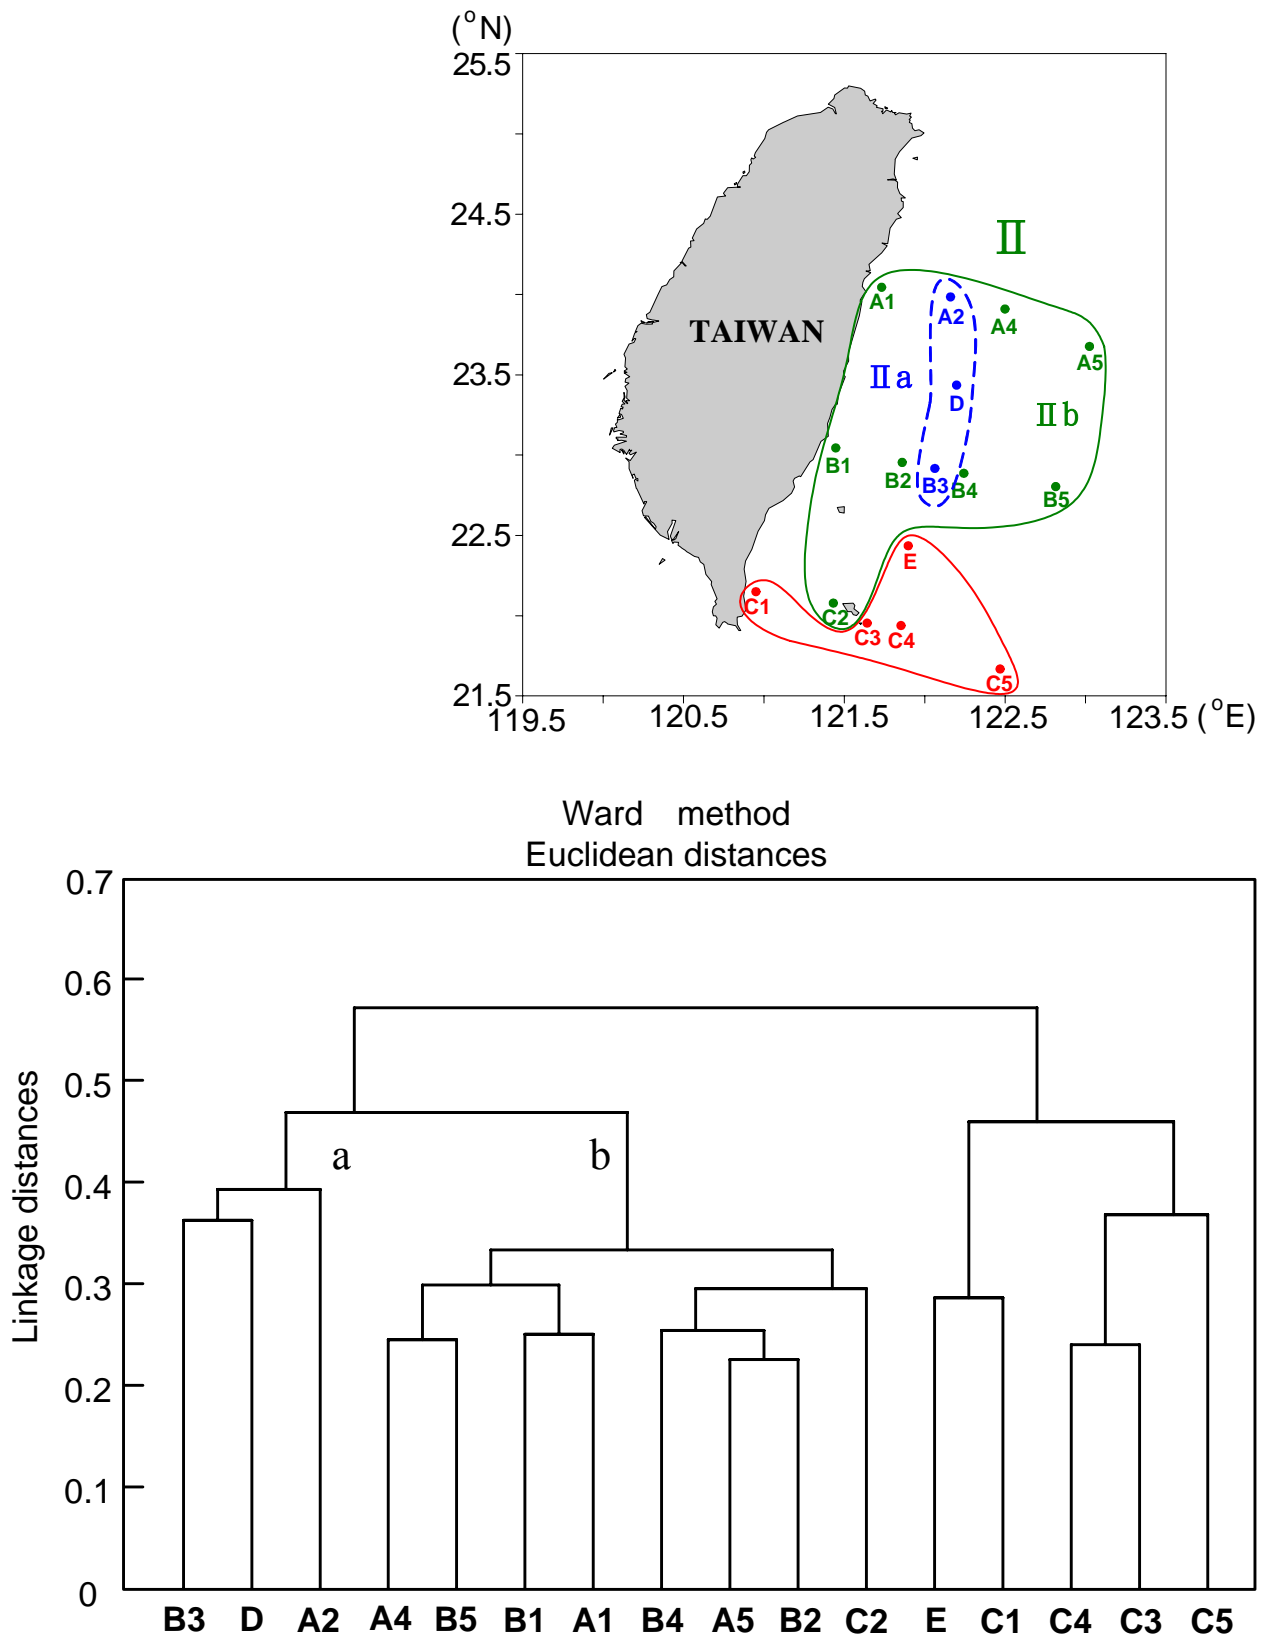 (°N)
25.5
24.5
23.5
22.5
21.5
119.5 120.5 121.5 122.5 123.5 (°E)
TAIWAN
Ⅱ
A1
A2
A4
A5
Ⅱa
D
Ⅱb
B1
B2
B3
B4
B5
E
C1
C2
C3
C4
C5
Ward method
Euclidean distances
Linkage distances
0.7
0.6
0.5
0.4
0.3
0.2
0.1
0
a b
B3 D A2 A4 B5 B1 A1 B4 A5 B2 C2 E C1 C4 C3 C5